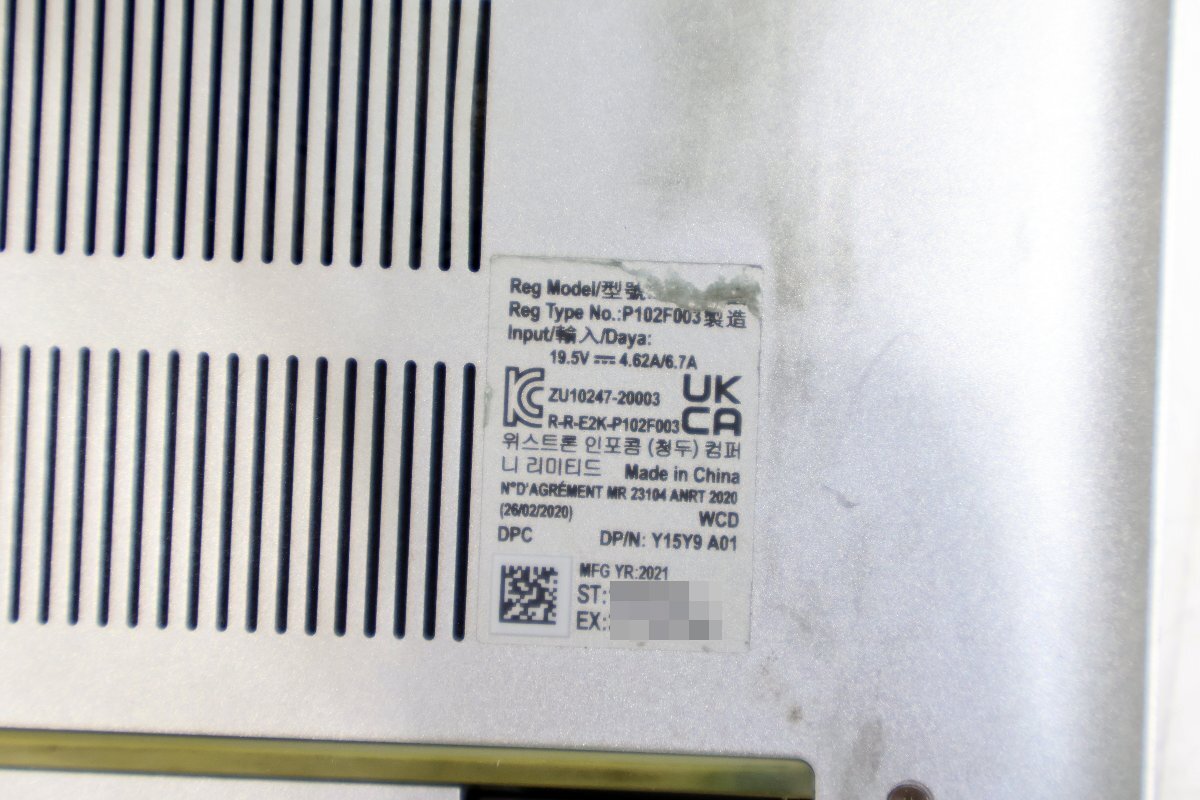 Reg Model/型號
Reg Type No.:P102F003製造
Input/輸入/Daya:
19.5V ⎓ 4.62A/6.7A
ZU10247-20003
UK
CA
R-R-E2K-P102F003
위스트론 인포콤 (청두) 컴퍼
니 리미티드 Made in China
N°D'AGRÉMENT MR 23104 ANRT 2020
(26/02/2020) WCD
DPC DP/N: Y15Y9 A01
MFG YR:2021
ST:
EX: